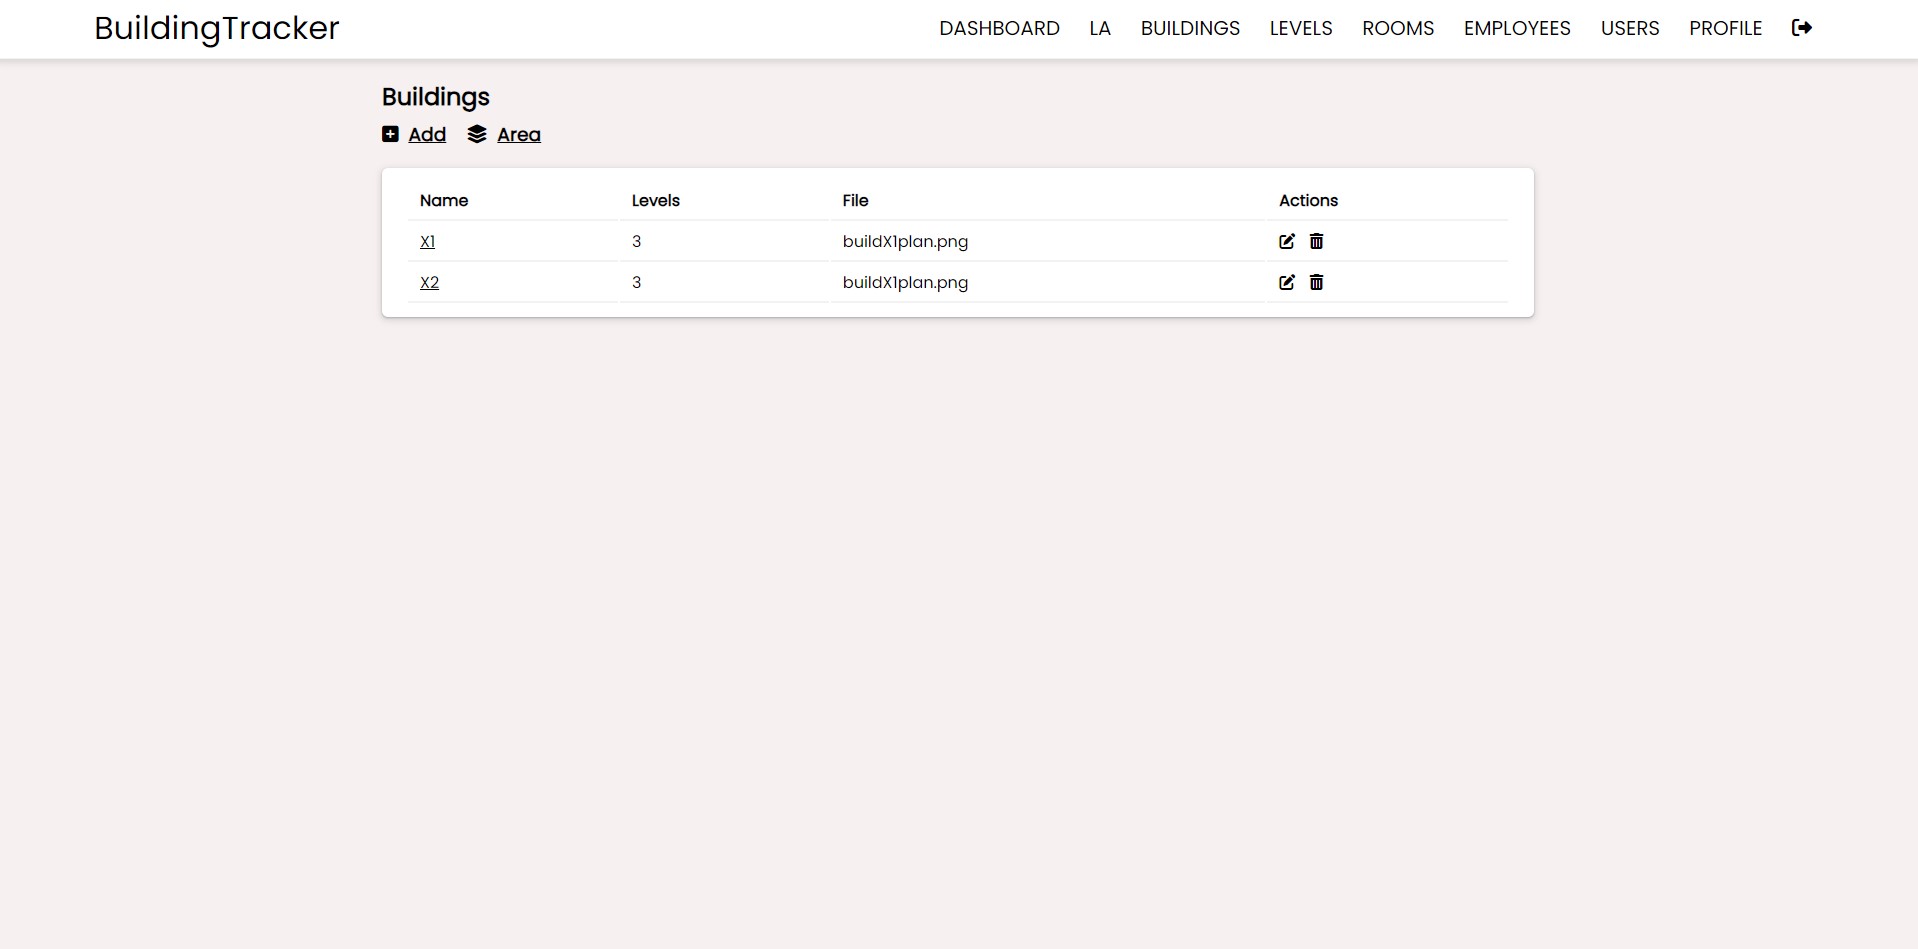 BuildingTracker DASHBOARD LA BUILDINGS LEVELS ROOMS EMPLOYEES USERS PROFILE
Buildings
Add Area
Name Levels File Actions
X1 3 buildX1plan.png
X2 3 buildX1plan.png